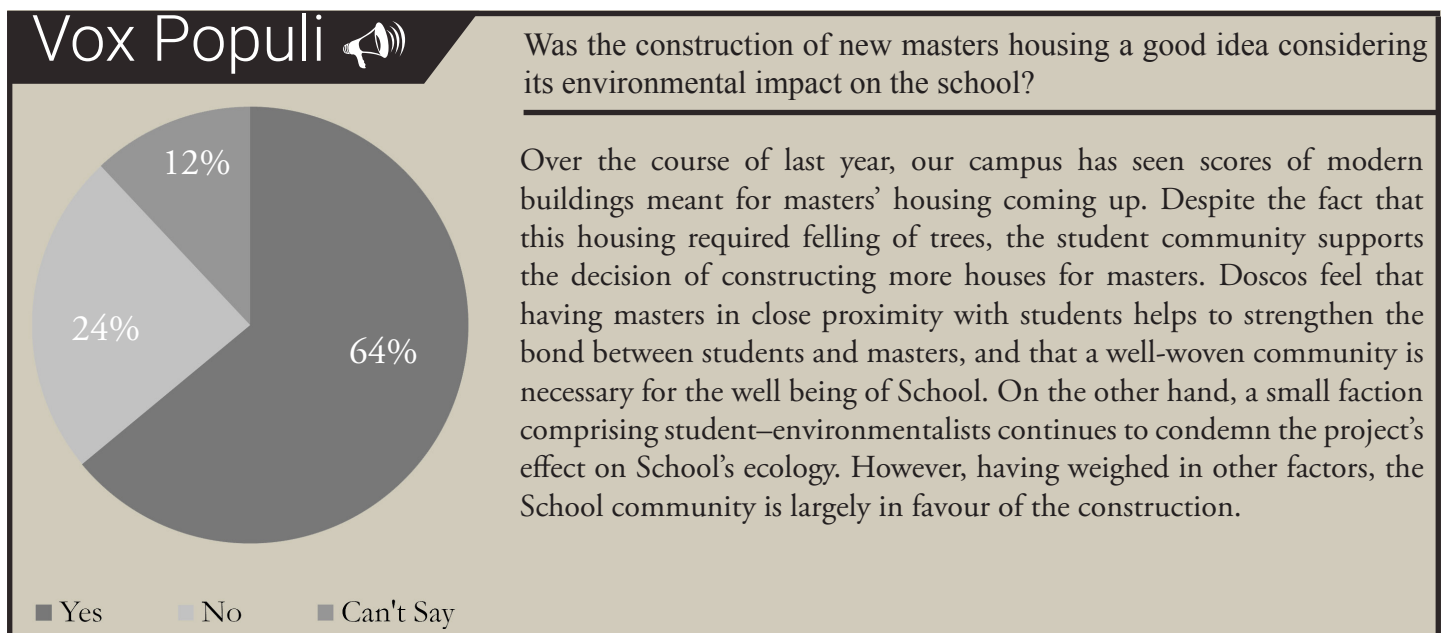 Vox Populi
Was the construction of new masters housing a good idea considering
its environmental impact on the school?
12%
24%
64%
Yes No Can't Say
Over the course of last year, our campus has seen scores of modern
buildings meant for masters’ housing coming up. Despite the fact that
this housing required felling of trees, the student community supports
the decision of constructing more houses for masters. Doscos feel that
having masters in close proximity with students helps to strengthen the
bond between students and masters, and that a well-woven community is
necessary for the well being of School. On the other hand, a small faction
comprising student–environmentalists continues to condemn the project’s
effect on School’s ecology. However, having weighed in other factors, the
School community is largely in favour of the construction.